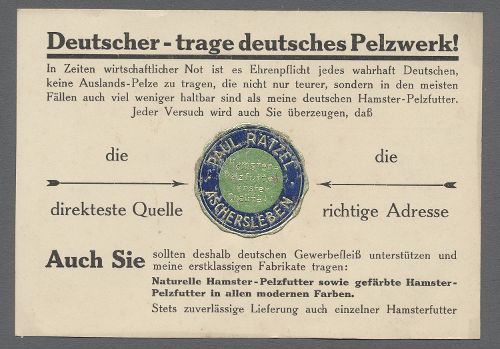 Deutscher - trage deutsches Pelzwerk!
In Zeiten wirtschaftlicher Not ist es Ehrenpflicht jedes wahrhaft Deutschen,
keine Auslands-Pelze zu tragen, die nicht nur teurer, sondern in den meisten
Fällen auch viel weniger haltbar sind als meine deutschen Hamster-Pelzfutter.
Jeder Versuch wird auch Sie überzeugen, daß
die
direkteste Quelle
PAUL RATZEL
Hamster-
Pelzfutter
ASCHERSLEBEN
die
richtige Adresse
Auch Sie
sollten deshalb deutschen Gewerbefleiß unterstützen und
meine erstklassigen Fabrikate tragen:
Naturelle Hamster-Pelzfutter sowie gefärbte Hamster-
Pelzfutter in allen modernen Farben.
Stets zuverlässige Lieferung auch einzelner Hamsterfutter